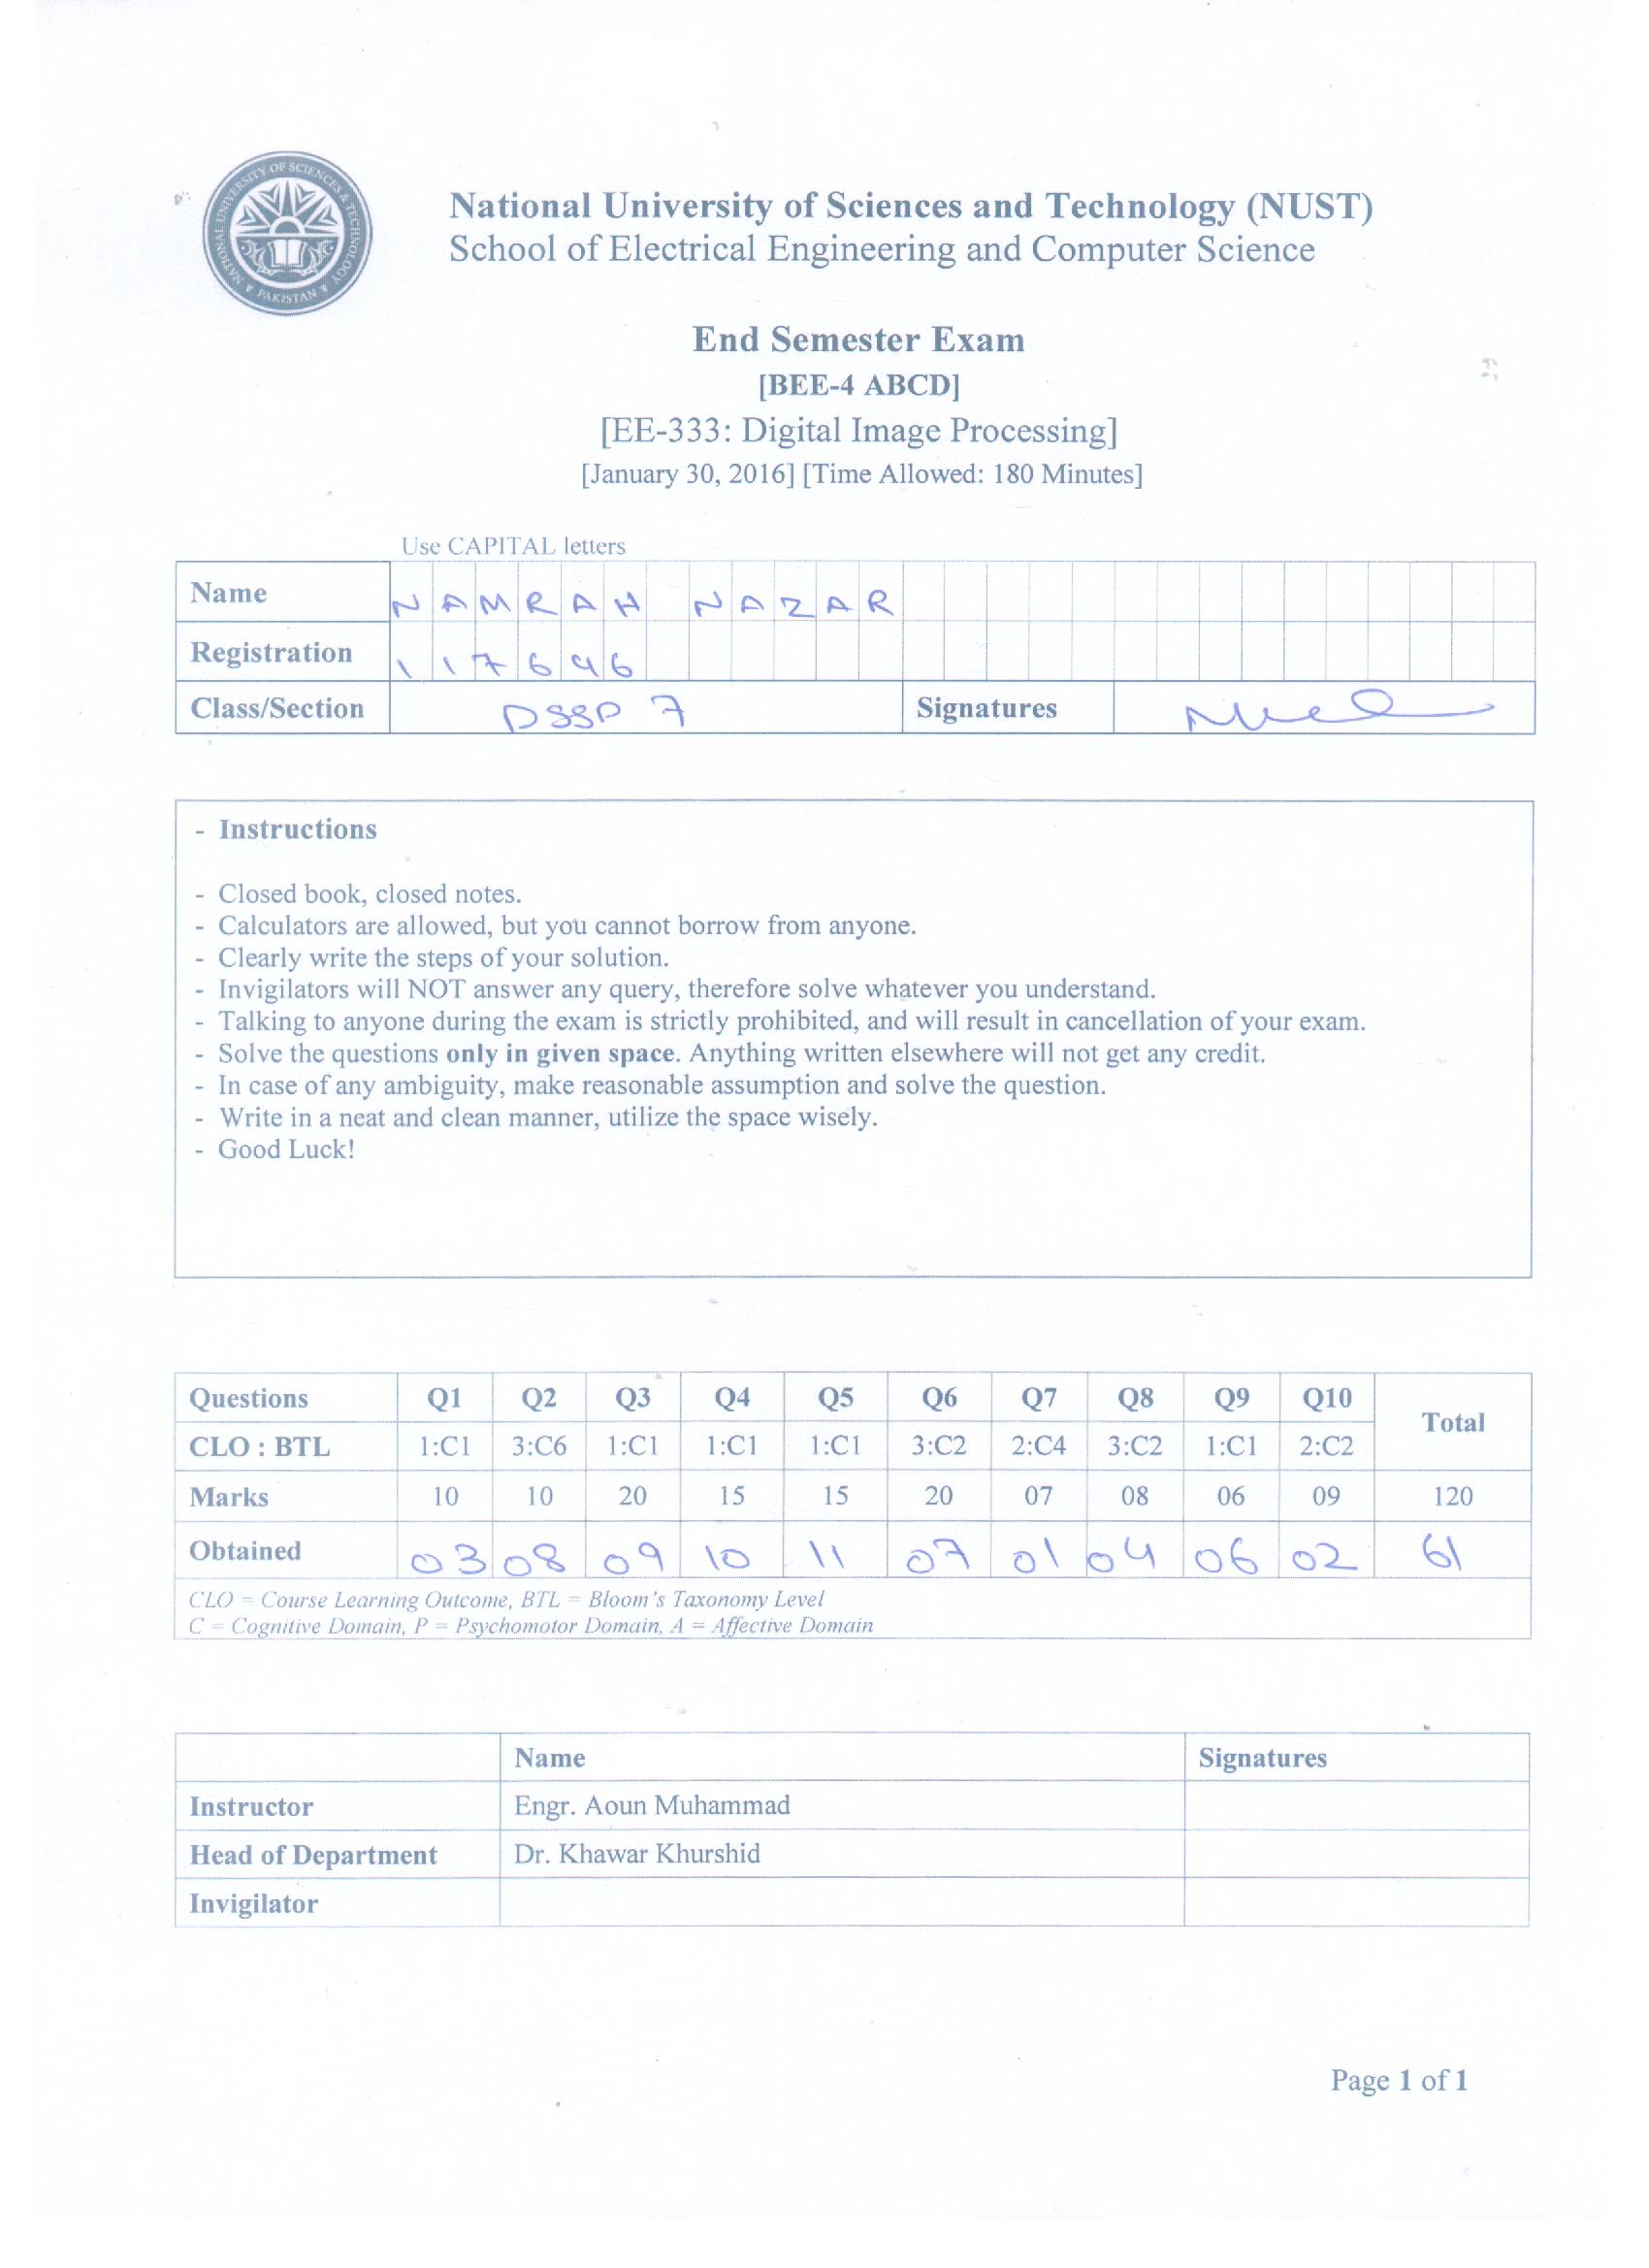 NATIONAL UNIVERSITY OF SCIENCES & TECHNOLOGY
PAKISTAN
National University of Sciences and Technology (NUST)
School of Electrical Engineering and Computer Science
End Semester Exam
[BEE-4 ABCD]
[EE-333: Digital Image Processing]
[January 30, 2016] [Time Allowed: 180 Minutes]
Use CAPITAL letters
Name NAMRAH NAZAR
Registration 117696
Class/Section DSSP 7 Signatures
- Instructions
- Closed book, closed notes.
- Calculators are allowed, but you cannot borrow from anyone.
- Clearly write the steps of your solution.
- Invigilators will NOT answer any query, therefore solve whatever you understand.
- Talking to anyone during the exam is strictly prohibited, and will result in cancellation of your exam.
- Solve the questions only in given space. Anything written elsewhere will not get any credit.
- In case of any ambiguity, make reasonable assumption and solve the question.
- Write in a neat and clean manner, utilize the space wisely.
- Good Luck!
Questions Q1 Q2 Q3 Q4 Q5 Q6 Q7 Q8 Q9 Q10 Total
CLO : BTL 1:C1 3:C6 1:C1 1:C1 1:C1 3:C2 2:C4 3:C2 1:C1 2:C2
Marks 10 10 20 15 15 20 07 08 06 09 120
Obtained 03 08 09 10 11 07 01 04 06 02 61
CLO = Course Learning Outcome, BTL = Bloom's Taxonomy Level
C = Cognitive Domain, P = Psychomotor Domain, A = Affective Domain
Name Signatures
Instructor Engr. Aoun Muhammad
Head of Department Dr. Khawar Khurshid
Invigilator
Page 1 of 1